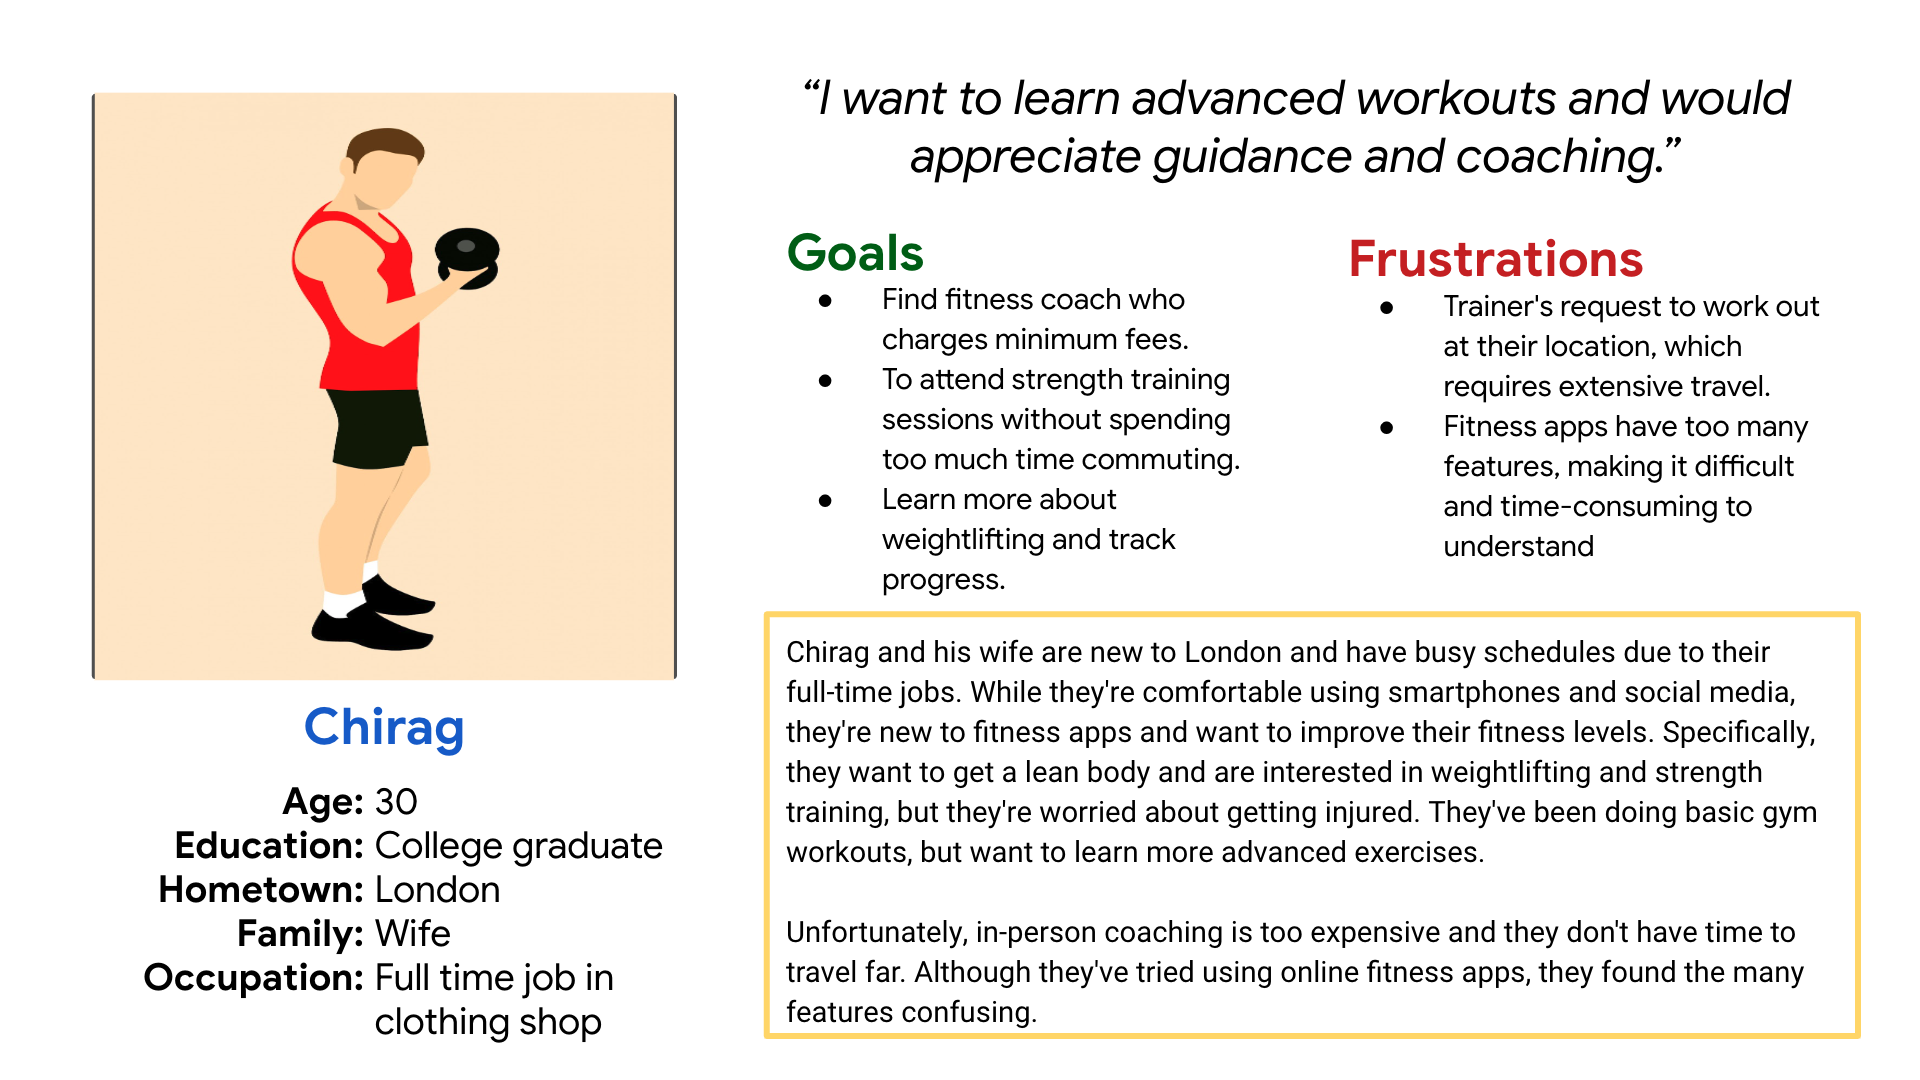 “I want to learn advanced workouts and would
appreciate guidance and coaching.”
Goals
● Find fitness coach who
charges minimum fees.
● To attend strength training
sessions without spending
too much time commuting.
● Learn more about
weightlifting and track
progress.
Frustrations
● Trainer's request to work out
at their location, which
requires extensive travel.
● Fitness apps have too many
features, making it difficult
and time-consuming to
understand
Chirag
Age: 30
Education: College graduate
Hometown: London
Family: Wife
Occupation: Full time job in
clothing shop
Chirag and his wife are new to London and have busy schedules due to their
full-time jobs. While they're comfortable using smartphones and social media,
they're new to fitness apps and want to improve their fitness levels. Specifically,
they want to get a lean body and are interested in weightlifting and strength
training, but they're worried about getting injured. They've been doing basic gym
workouts, but want to learn more advanced exercises.
Unfortunately, in-person coaching is too expensive and they don't have time to
travel far. Although they've tried using online fitness apps, they found the many
features confusing.